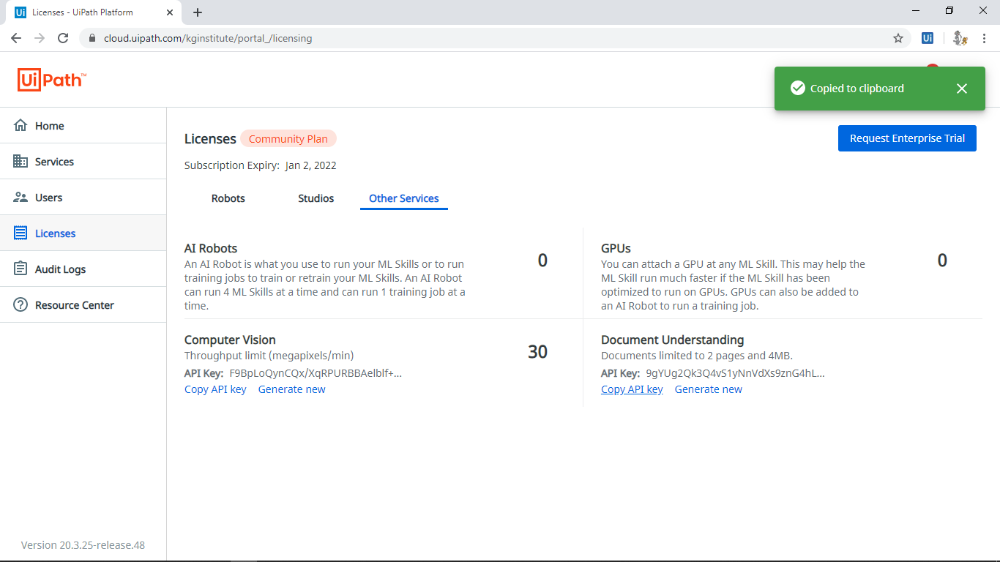 Licenses - UiPath Platform
cloud.uipath.com/kginstitute/portal_/licensing
Ui
UiPath™
Copied to clipboard
Home
Services
Users
Licenses
Audit Logs
Resource Center
Version 20.3.25-release.48
Licenses Community Plan
Request Enterprise Trial
Subscription Expiry: Jan 2, 2022
Robots Studios Other Services
AI Robots
An AI Robot is what you use to run your ML Skills or to run
training jobs to train or retrain your ML Skills. An AI Robot
can run 4 ML Skills at a time and can run 1 training job at a
time.
0
GPUs
You can attach a GPU at any ML Skill. This may help the
ML Skill run much faster if the ML Skill has been
optimized to run on GPUs. GPUs can also be added to
an AI Robot to run a training job.
0
Computer Vision
Throughput limit (megapixels/min)
30
API Key: F9BpLoQynCQx/XqRPURBBAelblf+...
Copy API key Generate new
Document Understanding
Documents limited to 2 pages and 4MB.
API Key: 9gYUg2Qk3Q4vS1yNnVdXs9znG4hL...
Copy API key Generate new